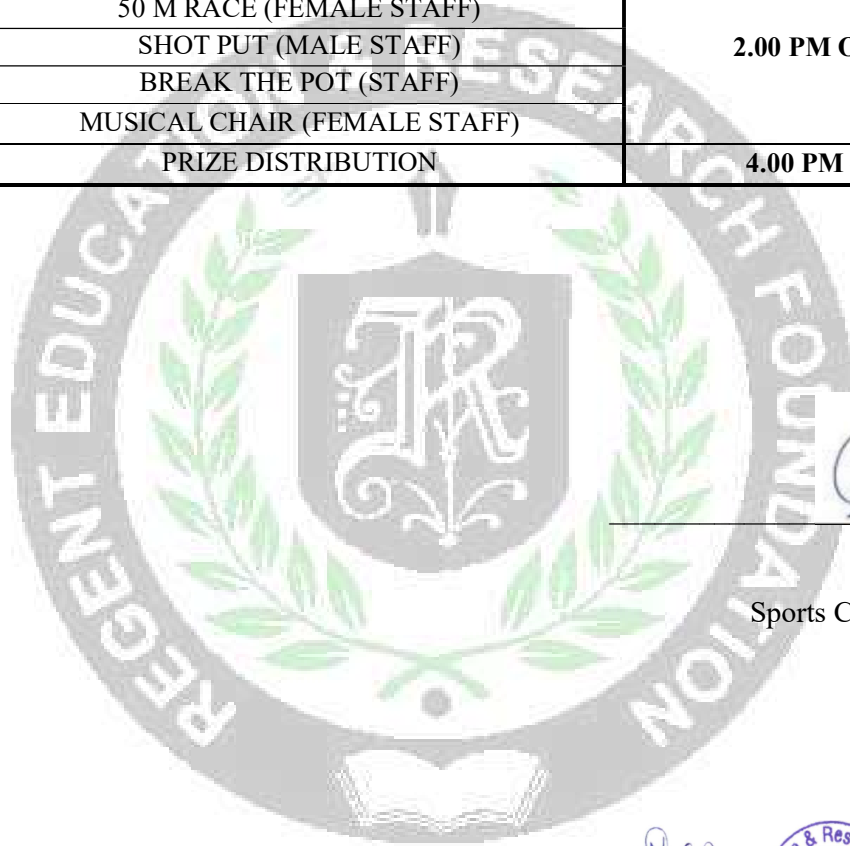 50 M RACE (FEMALE STAFF)
SHOT PUT (MALE STAFF)
2.00 PM
BREAK THE POT (STAFF)
MUSICAL CHAIR (FEMALE STAFF)
PRIZE DISTRIBUTION
4.00 PM
REGENT EDUCATION & RESEARCH FOUNDATION
R
Sports C
& Res